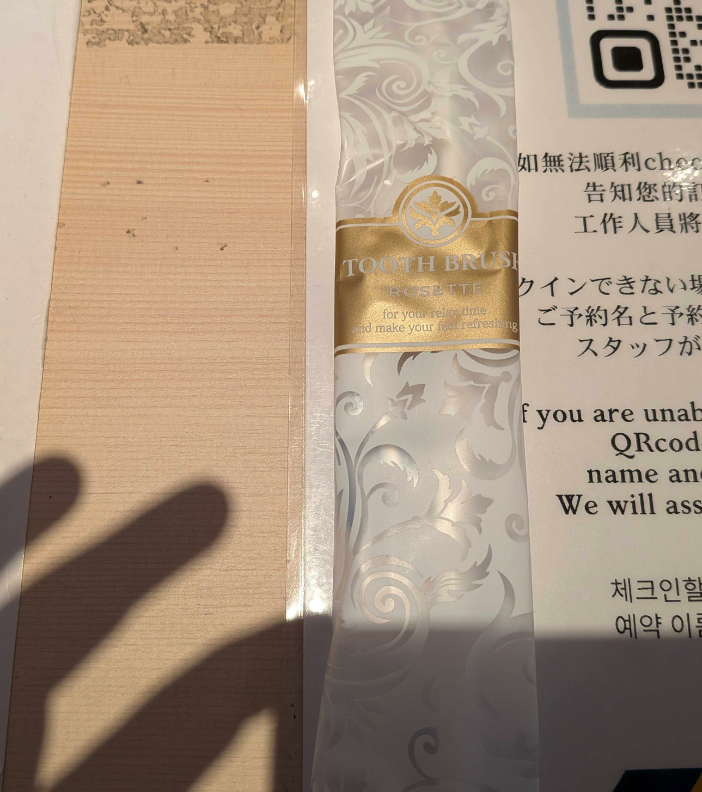 TOOTH BRUSH
ROSETTE
for your relax time
and make your feel refreshing
如無法順利chec
告知您的訂
工作人員將
クインできない場
ご予約名と予約
スタッフが
f you are unab
QRcod
name and
We will ass
체크인할
예약 이름